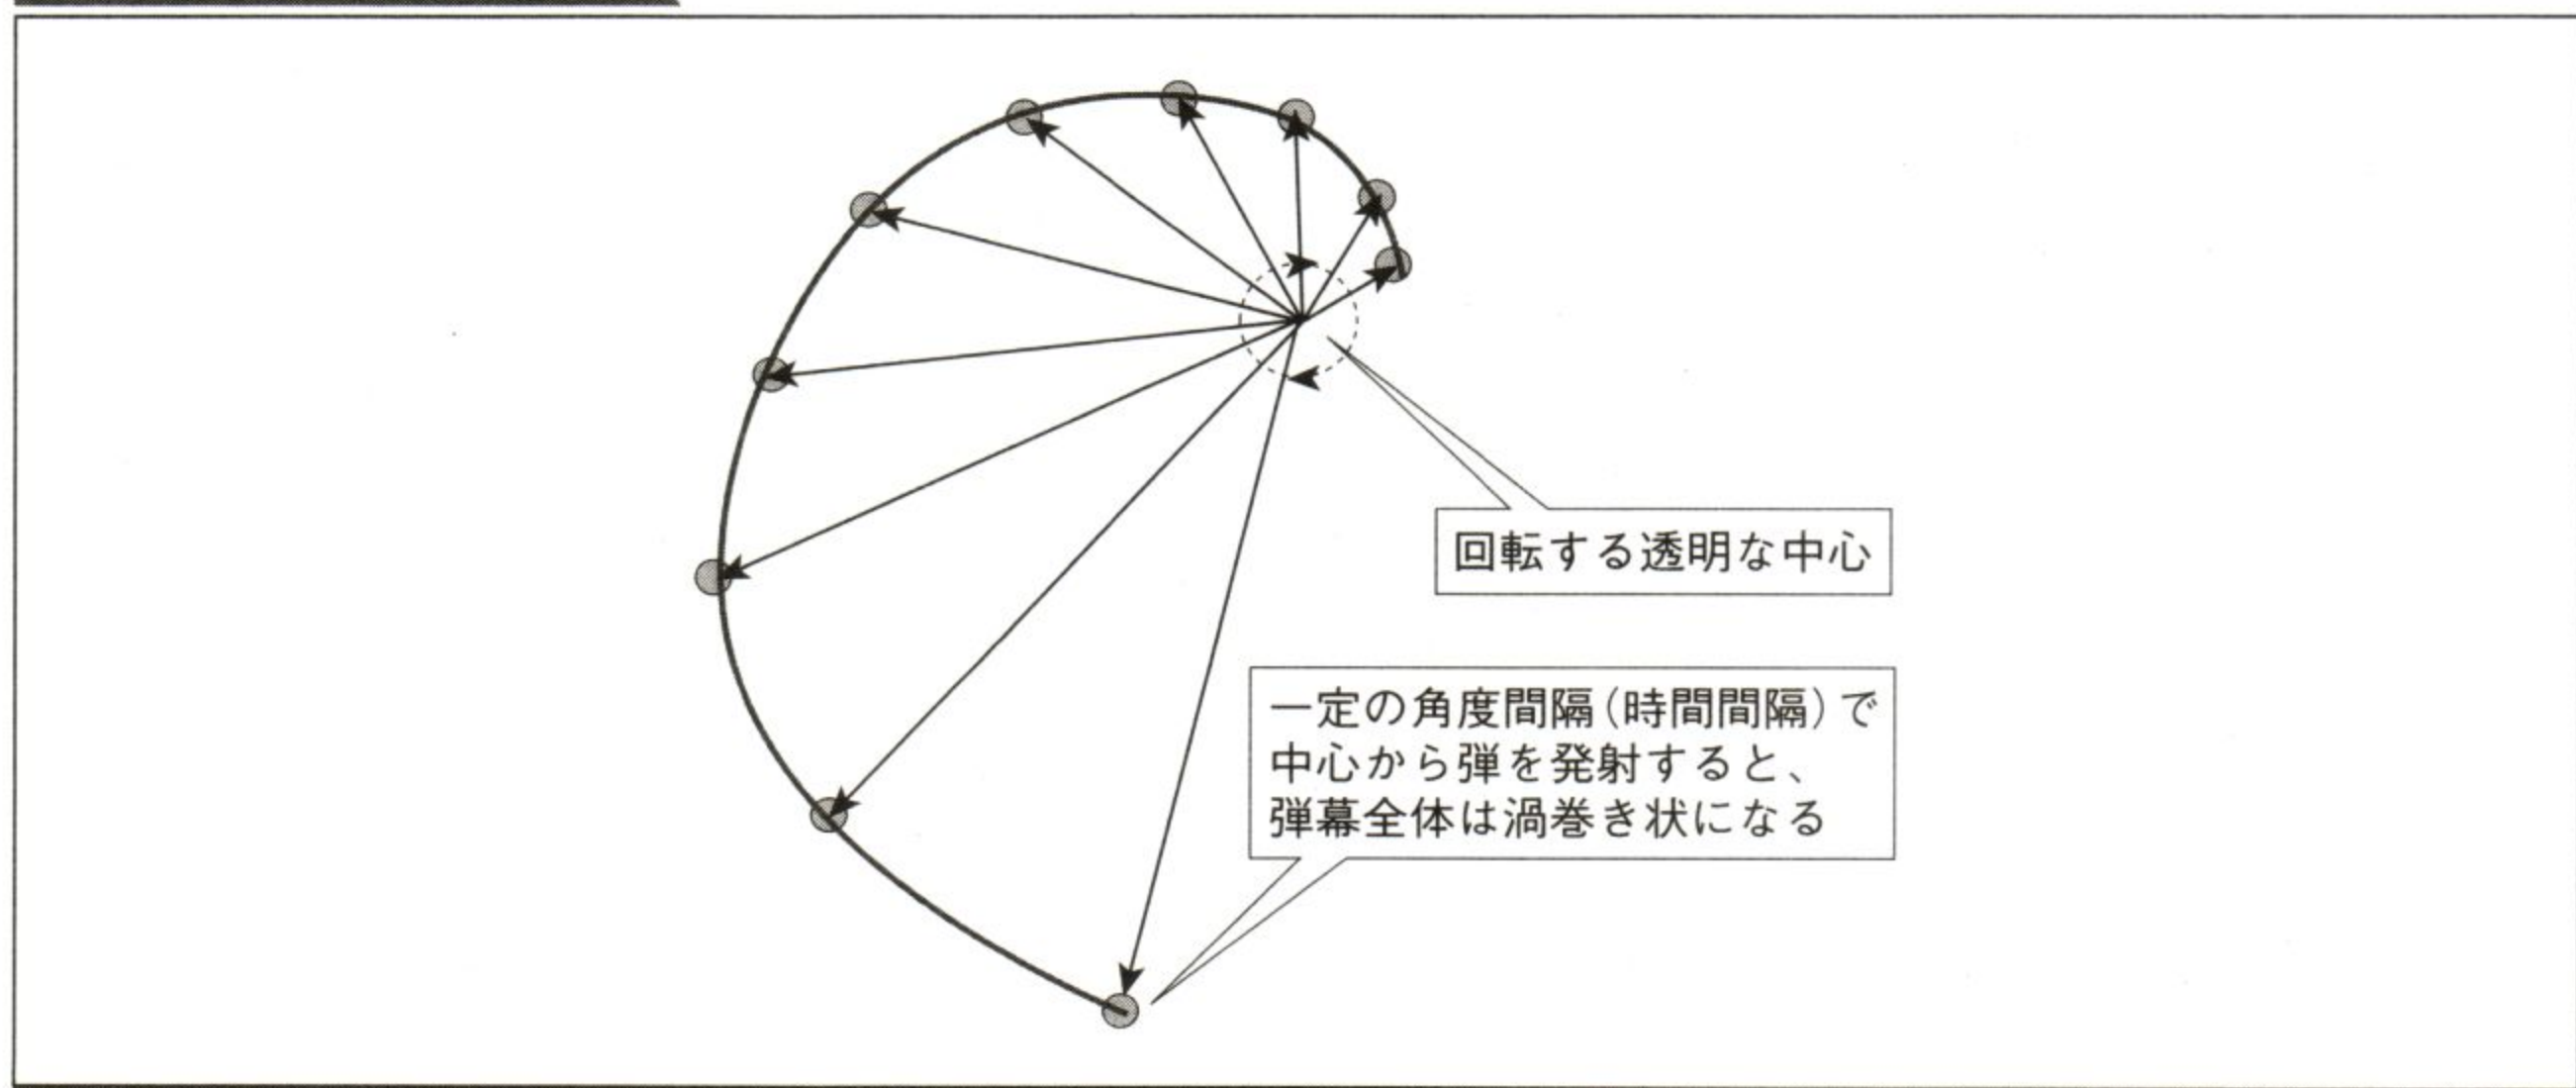 回転する透明な中心
一定の角度間隔(時間間隔)で
中心から弾を発射すると、
弾幕全体は渦巻き状になる